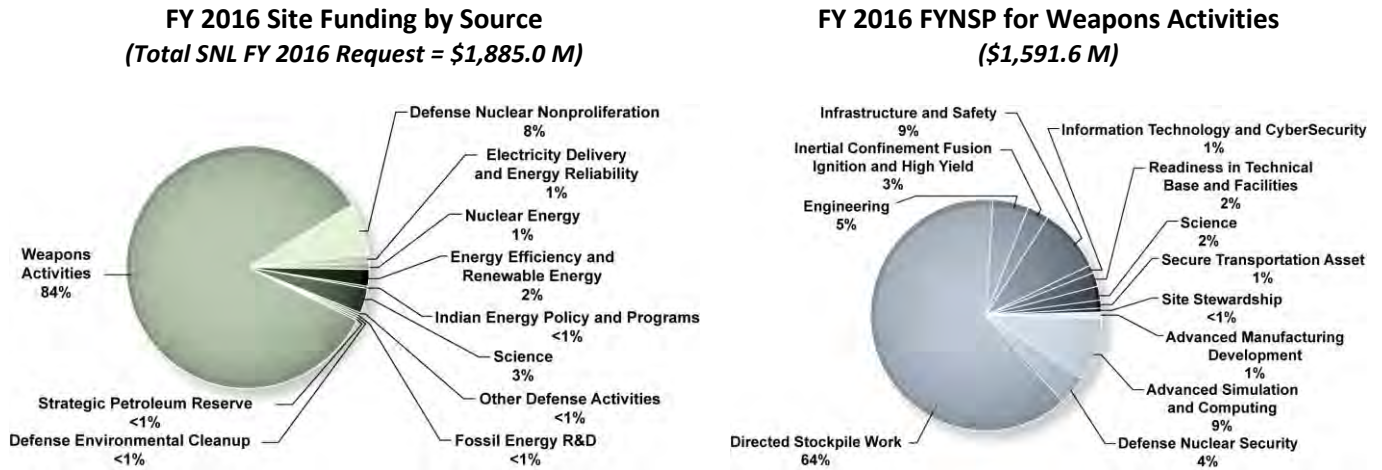 FY 2016 Site Funding by Source
(Total SNL FY 2016 Request = $1,885.0 M)
Defense Nuclear Nonproliferation
8%
Electricity Delivery
and Energy Reliability
1%
Nuclear Energy
1%
Energy Efficiency and
Renewable Energy
2%
Indian Energy Policy and Programs
<1%
Science
3%
Other Defense Activities
<1%
Fossil Energy R&D
<1%
Weapons
Activities
84%
Strategic Petroleum Reserve
<1%
Defense Environmental Cleanup
<1%
FY 2016 FYNSP for Weapons Activities
($1,591.6 M)
Infrastructure and Safety
9%
Inertial Confinement Fusion
Ignition and High Yield
3%
Engineering
5%
Information Technology and CyberSecurity
1%
Readiness in Technical
Base and Facilities
2%
Science
2%
Secure Transportation Asset
1%
Site Stewardship
<1%
Advanced Manufacturing
Development
1%
Advanced Simulation
and Computing
9%
Defense Nuclear Security
4%
Directed Stockpile Work
64%